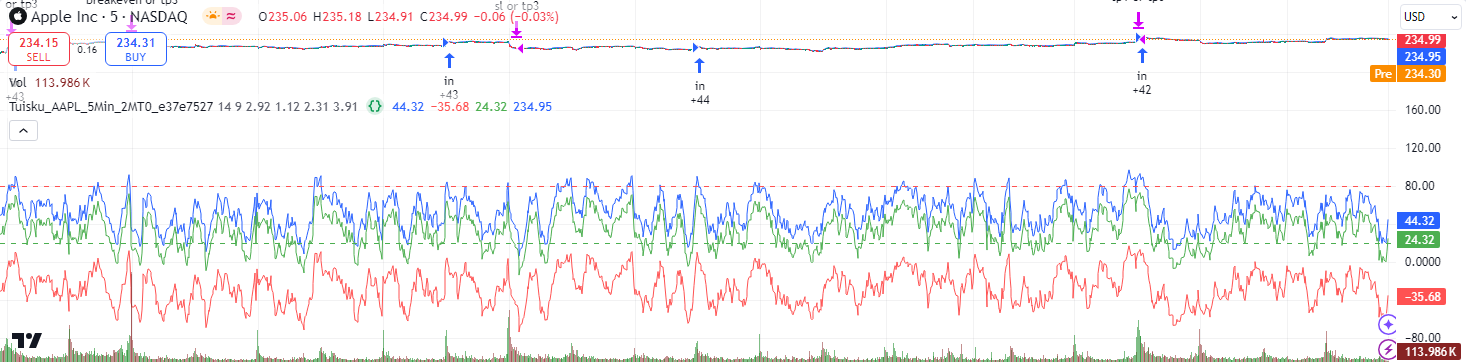 or tp3
breakeven or tp3
sl or tp3
Apple Inc · 5 · NASDAQ
O235.06 H235.18 L234.91 C234.99 −0.06 (−0.03%)
USD
234.15 SELL
0.16
234.31 BUY
234.99
234.95
Pre 234.30
Vol 113.986 K
+43
in
+43
in
+44
in
+42
Tuisku_AAPL_5Min_2MT0_e37e7527 14 9 2.92 1.12 2.31 3.91 {} 44.32 −35.68 24.32 234.95
160.00
120.00
80.00
44.32
24.32
0.0000
−35.68
−80.00
113.986 K